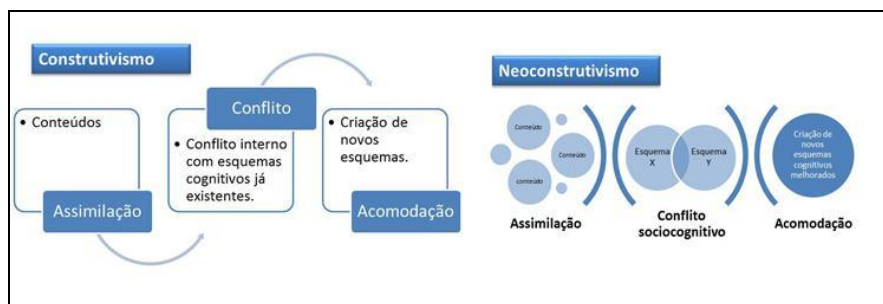 Construtivismo
• Conteúdos
Assimilação
Conflito
• Conflito interno
com esquemas
cognitivos já
existentes.
• Criação de
novos
esquemas.
Acomodação
Neoconstrutivismo
Conteúdo
Conteúdo
conteúdo
Assimilação
Esquema
X
Esquema
Y
Conflito
sociocognitivo
Criação de
novos
esquemas
cognitivos
melhorados
Acomodação